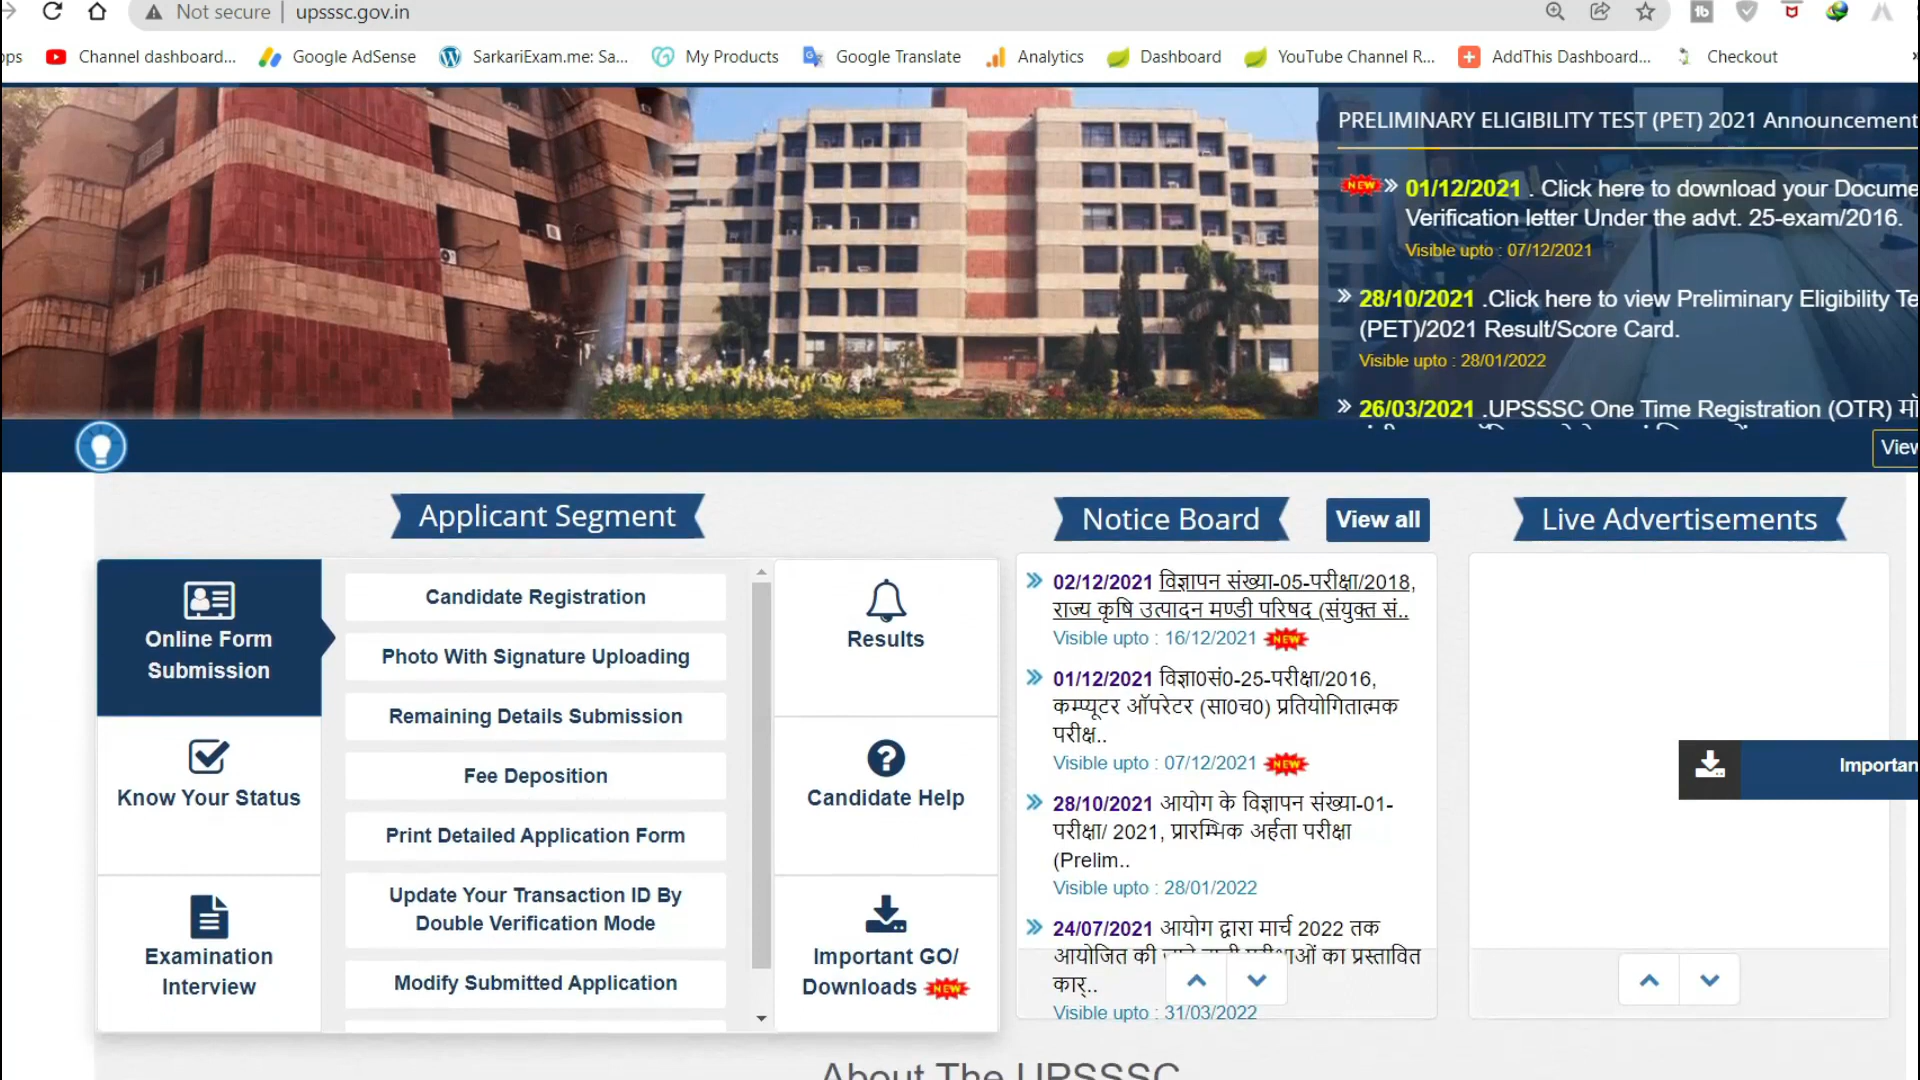 Not secure | upsssc.gov.in
Channel dashboard... Google AdSense SarkariExam.me: Sa... My Products Google Translate Analytics Dashboard YouTube Channel R... AddThis Dashboard... Checkout
PRELIMINARY ELIGIBILITY TEST (PET) 2021 Announcement
NEW 01/12/2021 . Click here to download your Docume
Verification letter Under the advt. 25-exam/2016.
Visible upto : 07/12/2021
28/10/2021 .Click here to view Preliminary Eligibility Te
(PET)/2021 Result/Score Card.
Visible upto : 28/01/2022
26/03/2021 .UPSSSC One Time Registration (OTR)
View
Applicant Segment
Online Form
Submission
Know Your Status
Examination
Interview
Candidate Registration
Photo With Signature Uploading
Remaining Details Submission
Fee Deposition
Print Detailed Application Form
Update Your Transaction ID By
Double Verification Mode
Modify Submitted Application
Results
Candidate Help
Important GO/
Downloads NEW
Notice Board View all
02/12/2021 विज्ञापन संख्या-05-परीक्षा/2018,
राज्य कृषि उत्पादन मण्डी परिषद (संयुक्त सं..
Visible upto : 16/12/2021 NEW
01/12/2021 विज्ञा0सं0-25-परीक्षा/2016,
कम्प्यूटर ऑपरेटर (सा0च0) प्रतियोगितात्मक
परीक्ष..
Visible upto : 07/12/2021 NEW
28/10/2021 आयोग के विज्ञापन संख्या-01-
परीक्षा/ 2021, प्रारम्भिक अर्हता परीक्षा
(Prelim..
Visible upto : 28/01/2022
24/07/2021 आयोग द्वारा मार्च 2022 तक
आयोजित की का प्रस्तावित
कार्..
Visible upto : 31/03/2022
Live Advertisements
Importan
About The UPSSSC